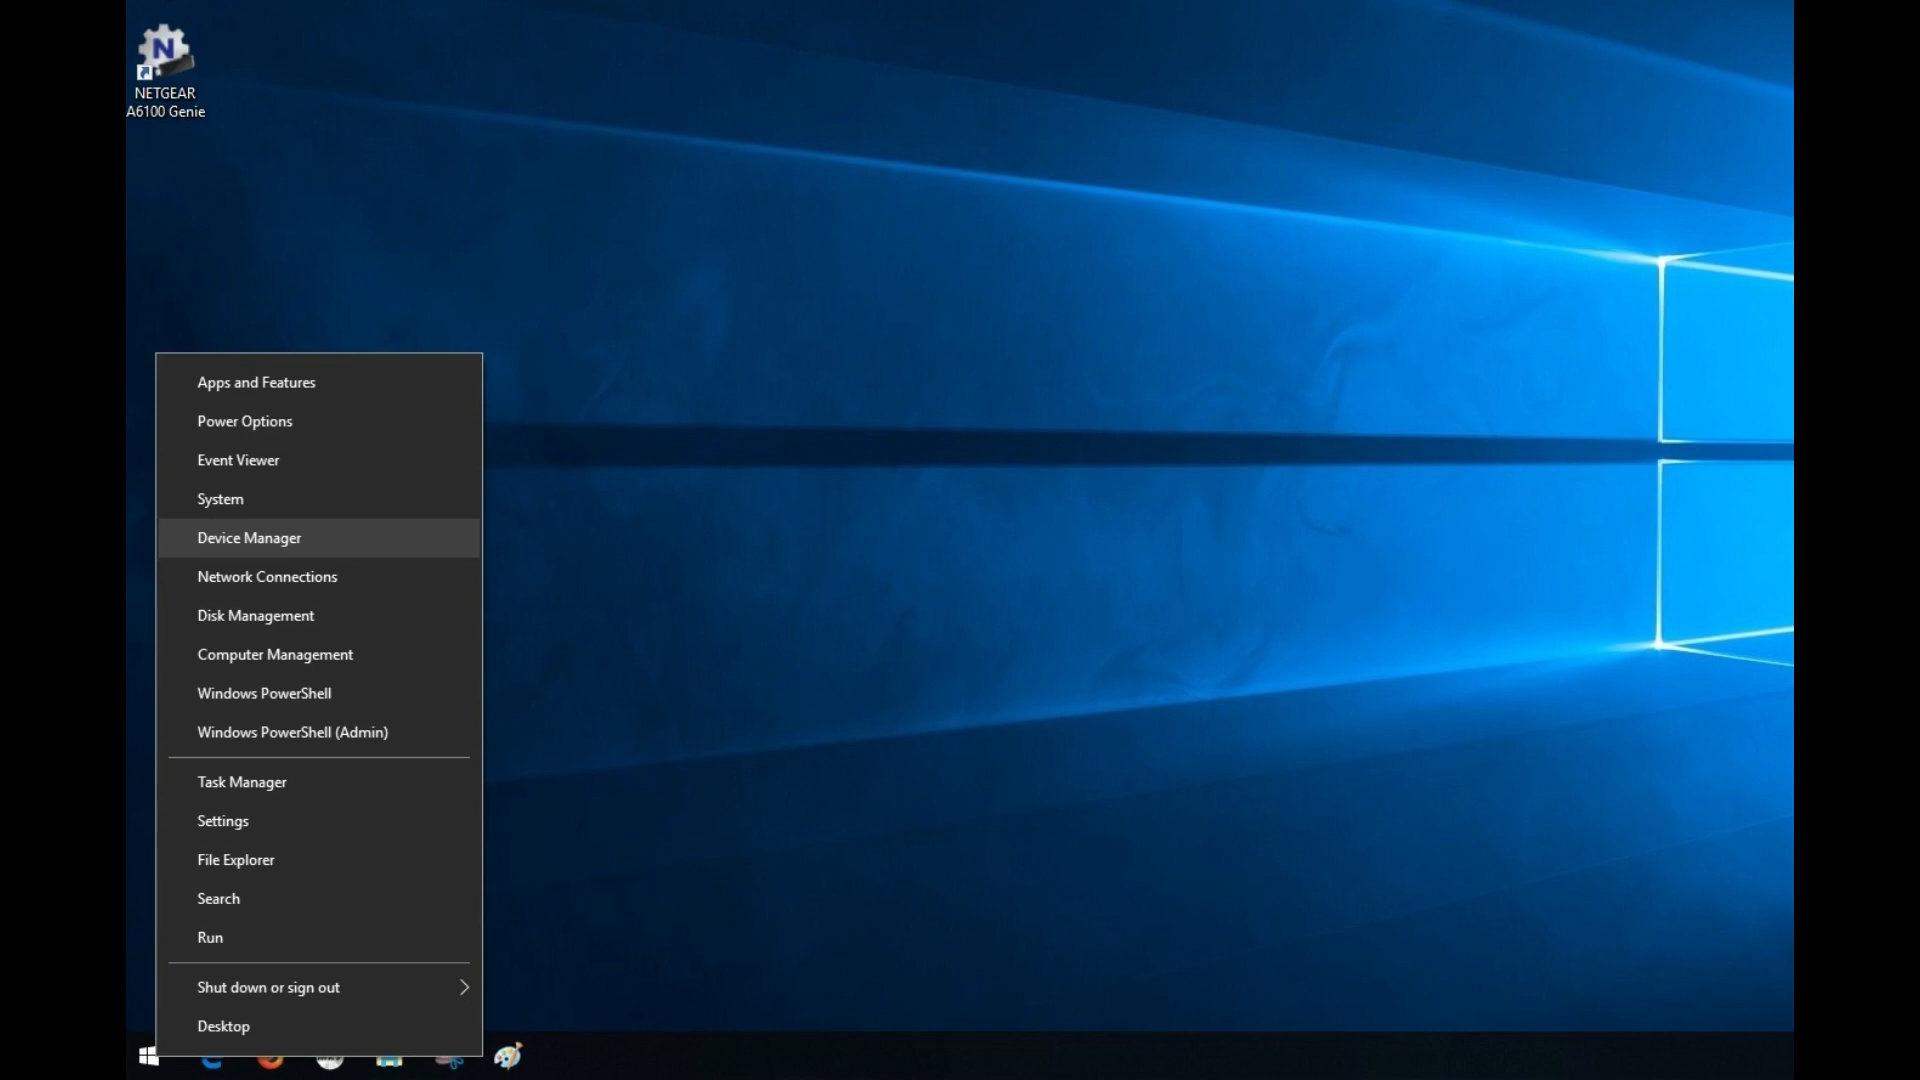 N
NETGEAR
A6100 Genie
Apps and Features
Power Options
Event Viewer
System
Device Manager
Network Connections
Disk Management
Computer Management
Windows PowerShell
Windows PowerShell (Admin)
Task Manager
Settings
File Explorer
Search
Run
Shut down or sign out
Desktop